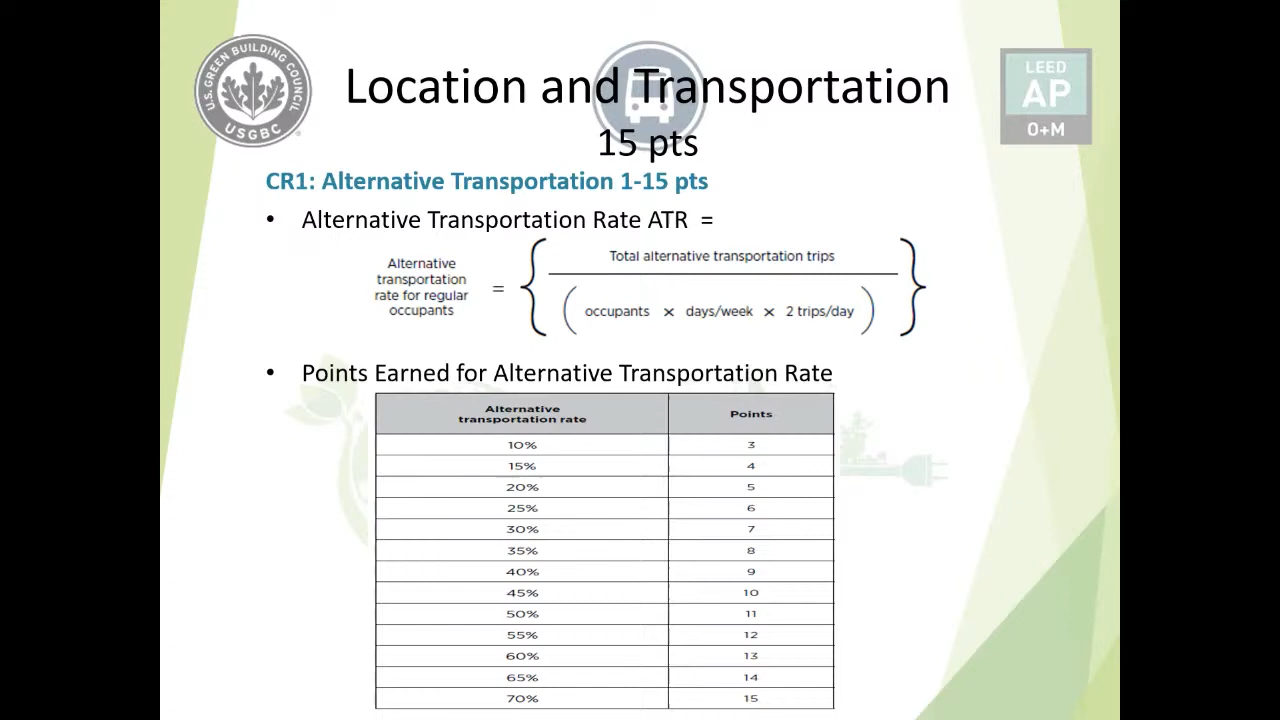 U.S. GREEN BUILDING COUNCIL
USGBC
LEED
AP
O+M
Location and Transportation
15 pts
CR1: Alternative Transportation 1-15 pts
• Alternative Transportation Rate ATR =
Alternative
transportation
rate for regular
occupants
=
Total alternative transportation trips
( occupants × days/week × 2 trips/day )
• Points Earned for Alternative Transportation Rate
Alternative
transportation rate
Points
10% 3
15% 4
20% 5
25% 6
30% 7
35% 8
40% 9
45% 10
50% 11
55% 12
60% 13
65% 14
70% 15